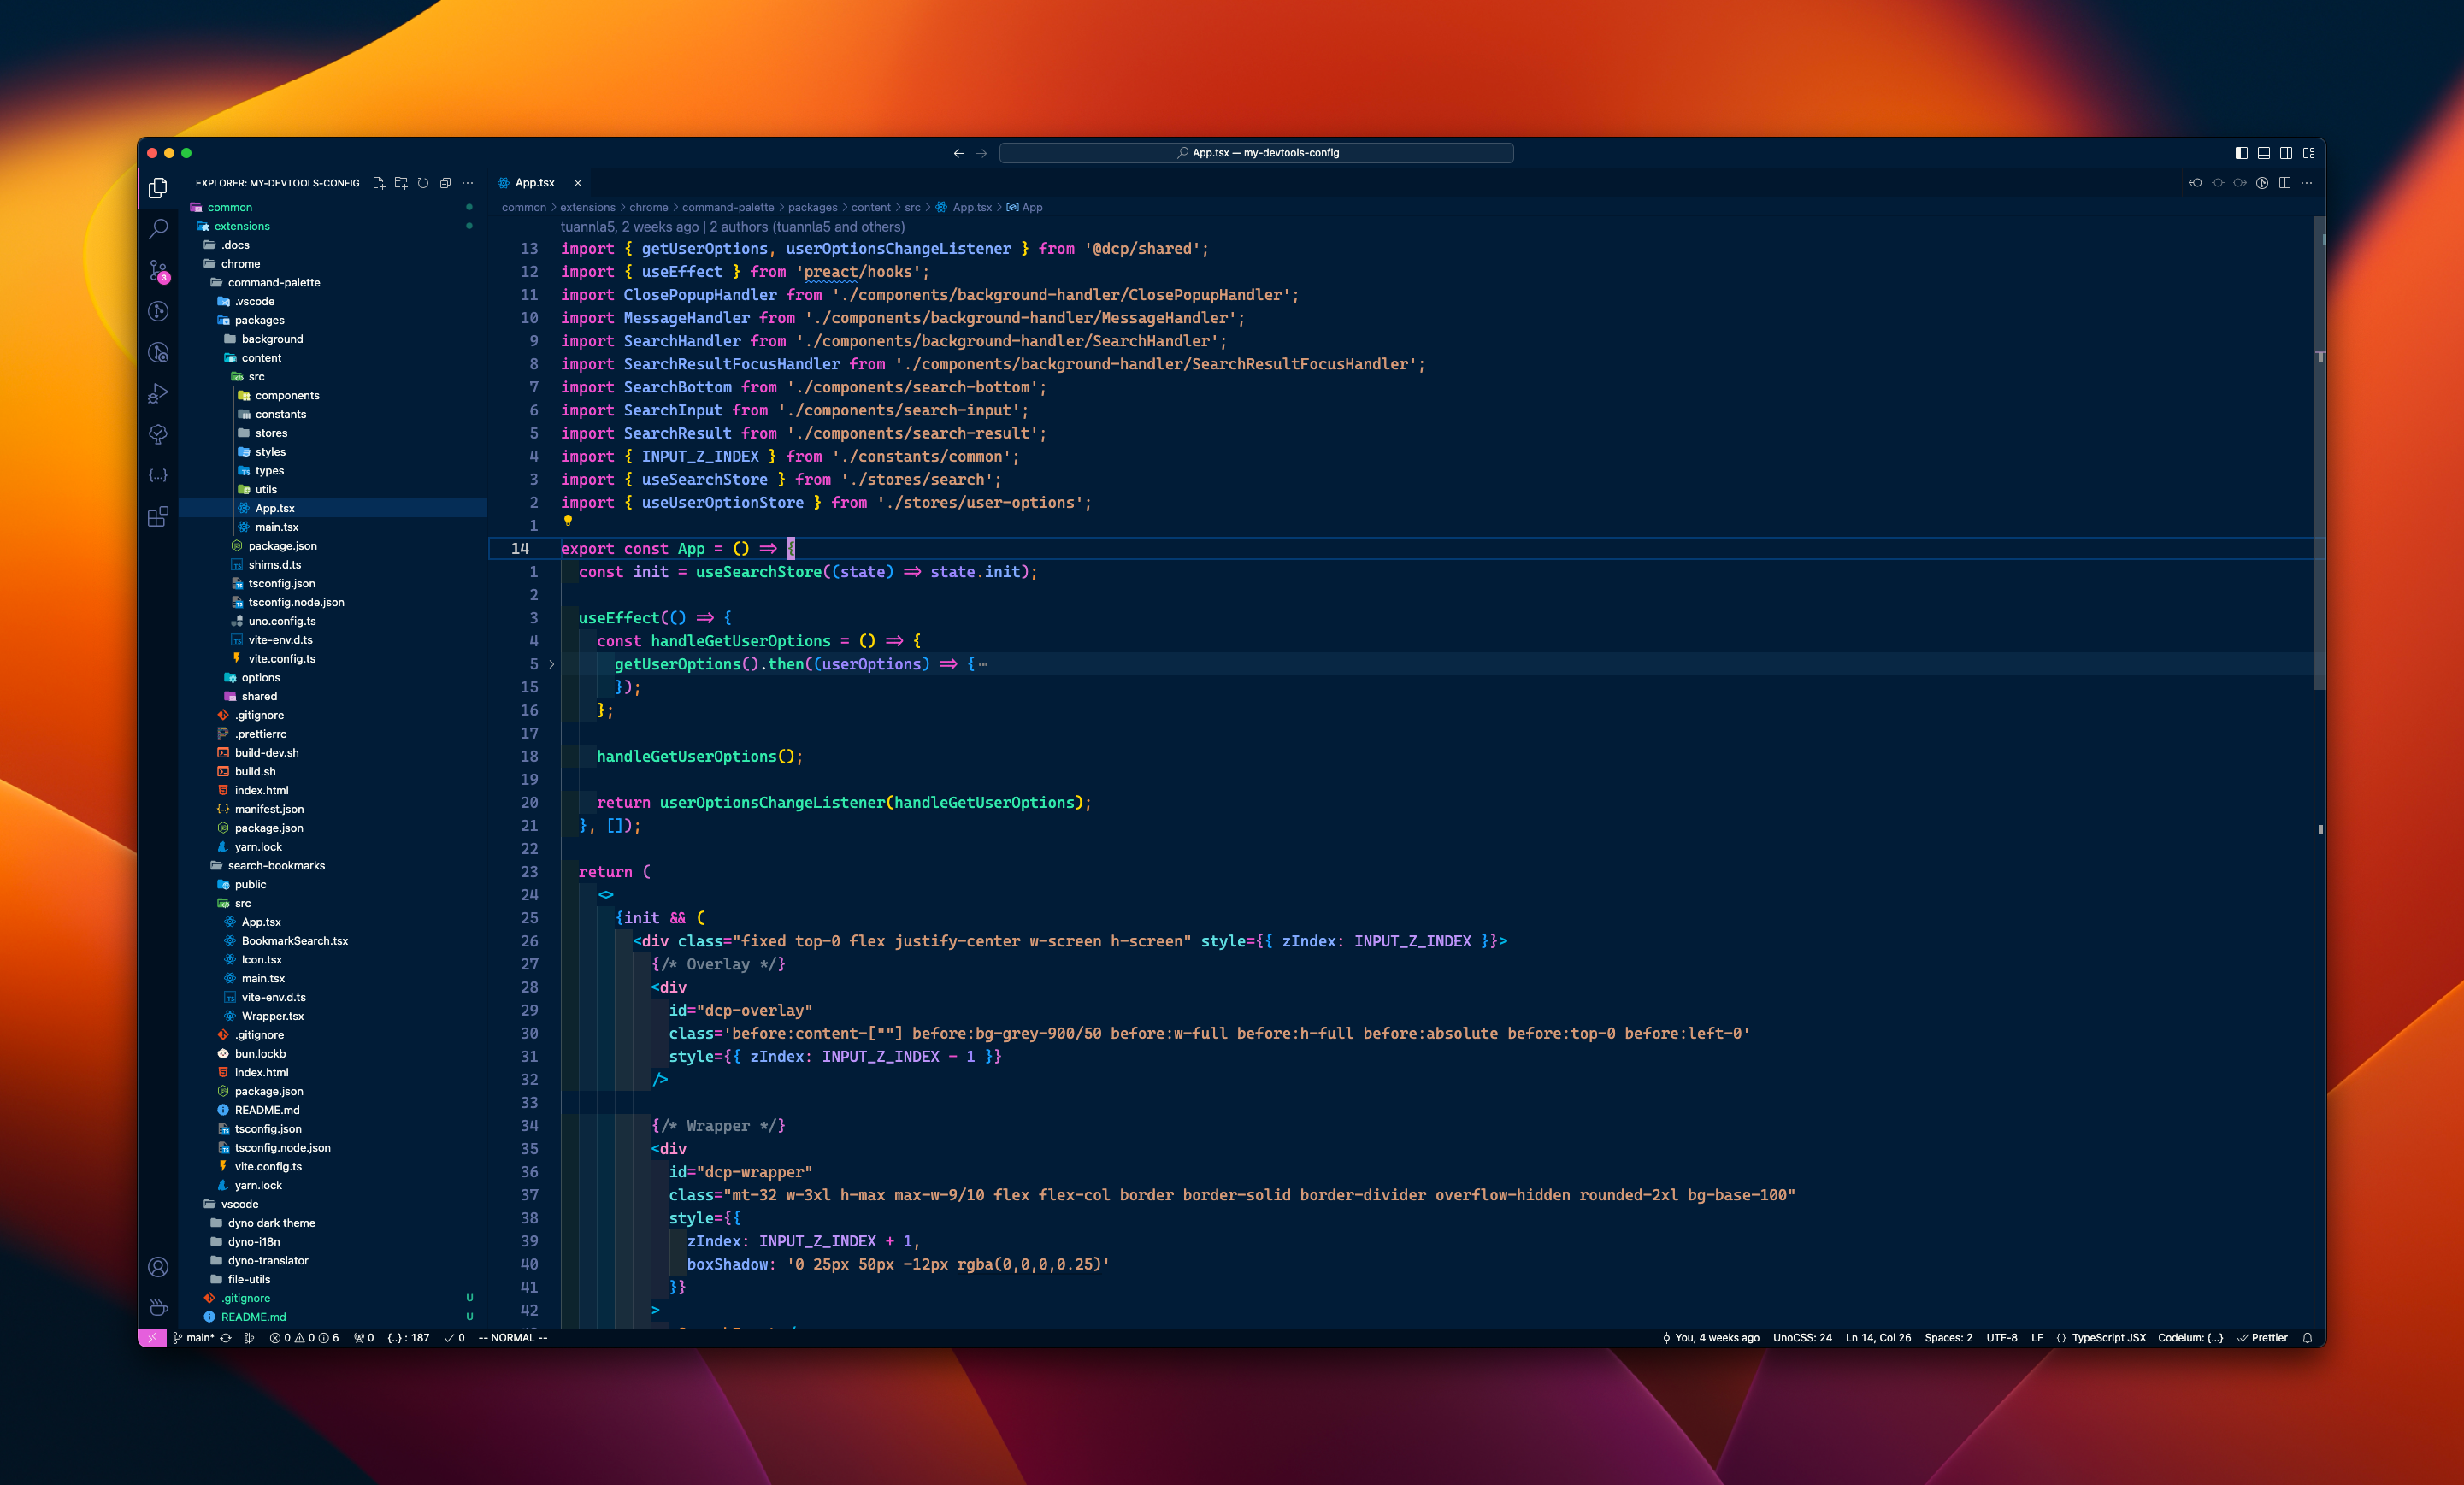 App.tsx — my-devtools-config
EXPLORER: MY-DEVTOOLS-CONFIG
common
extensions
.docs
chrome
command-palette
.vscode
packages
background
content
src
components
constants
stores
styles
types
utils
App.tsx
main.tsx
package.json
shims.d.ts
tsconfig.json
tsconfig.node.json
uno.config.ts
vite-env.d.ts
vite.config.ts
options
shared
.gitignore
.prettierrc
build-dev.sh
build.sh
index.html
manifest.json
package.json
yarn.lock
search-bookmarks
public
src
App.tsx
BookmarkSearch.tsx
Icon.tsx
main.tsx
vite-env.d.ts
Wrapper.tsx
.gitignore
bun.lockb
index.html
package.json
README.md
tsconfig.json
tsconfig.node.json
vite.config.ts
yarn.lock
vscode
dyno dark theme
dyno-i18n
dyno-translator
file-utils
.gitignore U
README.md U
3
App.tsx
common > extensions > chrome > command-palette > packages > content > src > App.tsx > App
tuannla5, 2 weeks ago | 2 authors (tuannla5 and others)
13 import { getUserOptions, userOptionsChangeListener } from '@dcp/shared';
12 import { useEffect } from 'preact/hooks';
11 import ClosePopupHandler from './components/background-handler/ClosePopupHandler';
10 import MessageHandler from './components/background-handler/MessageHandler';
9 import SearchHandler from './components/background-handler/SearchHandler';
8 import SearchResultFocusHandler from './components/background-handler/SearchResultFocusHandler';
7 import SearchBottom from './components/search-bottom';
6 import SearchInput from './components/search-input';
5 import SearchResult from './components/search-result';
4 import { INPUT_Z_INDEX } from './constants/common';
3 import { useSearchStore } from './stores/search';
2 import { useUserOptionStore } from './stores/user-options';
1
14 export const App = () => {
1 const init = useSearchStore((state) => state.init);
2
3 useEffect(() => {
4 const handleGetUserOptions = () => {
5 > getUserOptions().then((userOptions) => { ⋯
15 });
16 };
17
18 handleGetUserOptions();
19
20 return userOptionsChangeListener(handleGetUserOptions);
21 }, []);
22
23 return (
24 <>
25 {init && (
26 <div class="fixed top-0 flex justify-center w-screen h-screen" style={{ zIndex: INPUT_Z_INDEX }}>
27 {/* Overlay */}
28 <div
29 id="dcp-overlay"
30 class='before:content-[""] before:bg-grey-900/50 before:w-full before:h-full before:absolute before:top-0 before:left-0'
31 style={{ zIndex: INPUT_Z_INDEX - 1 }}
32 />
33
34 {/* Wrapper */}
35 <div
36 id="dcp-wrapper"
37 class="mt-32 w-3xl h-max max-w-9/10 flex flex-col border border-solid border-divider overflow-hidden rounded-2xl bg-base-100"
38 style={{
39 zIndex: INPUT_Z_INDEX + 1,
40 boxShadow: '0 25px 50px -12px rgba(0,0,0,0.25)'
41 }}
42 >
main* 0 0 6 0 {..} : 187 0 -- NORMAL -- You, 4 weeks ago UnoCSS: 24 Ln 14, Col 26 Spaces: 2 UTF-8 LF { } TypeScript JSX Codeium: {...} Prettier